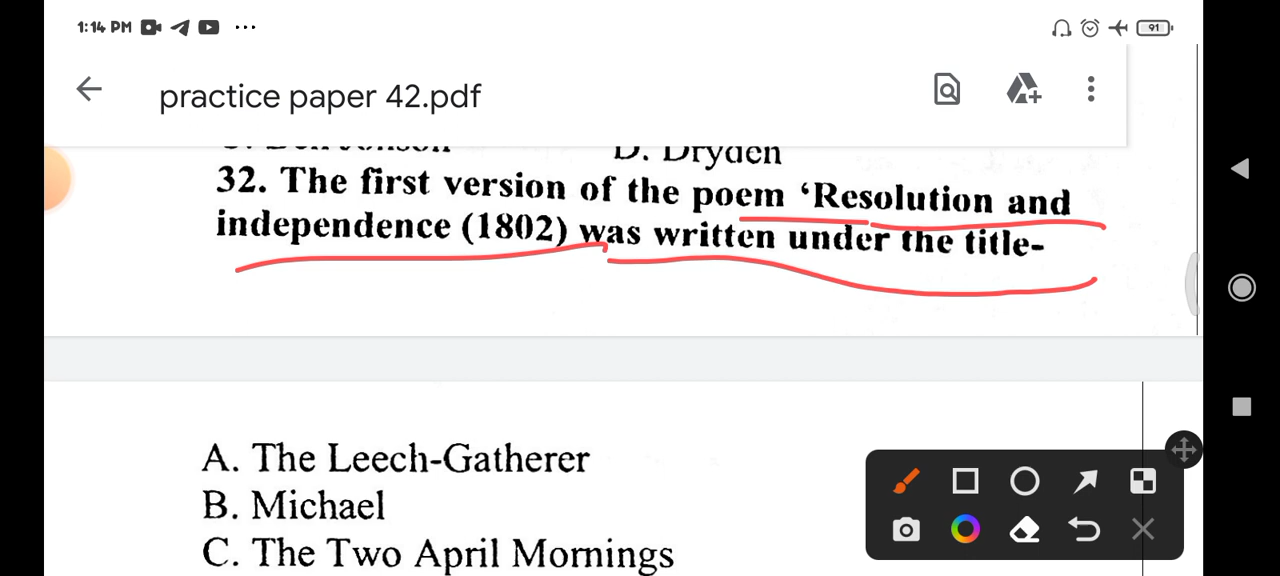 1:14 PM
91
practice paper 42.pdf
D. Dryden
32. The first version of the poem ‘Resolution and
independence (1802) was written under the title-
A. The Leech-Gatherer
B. Michael
C. The Two April Mornings